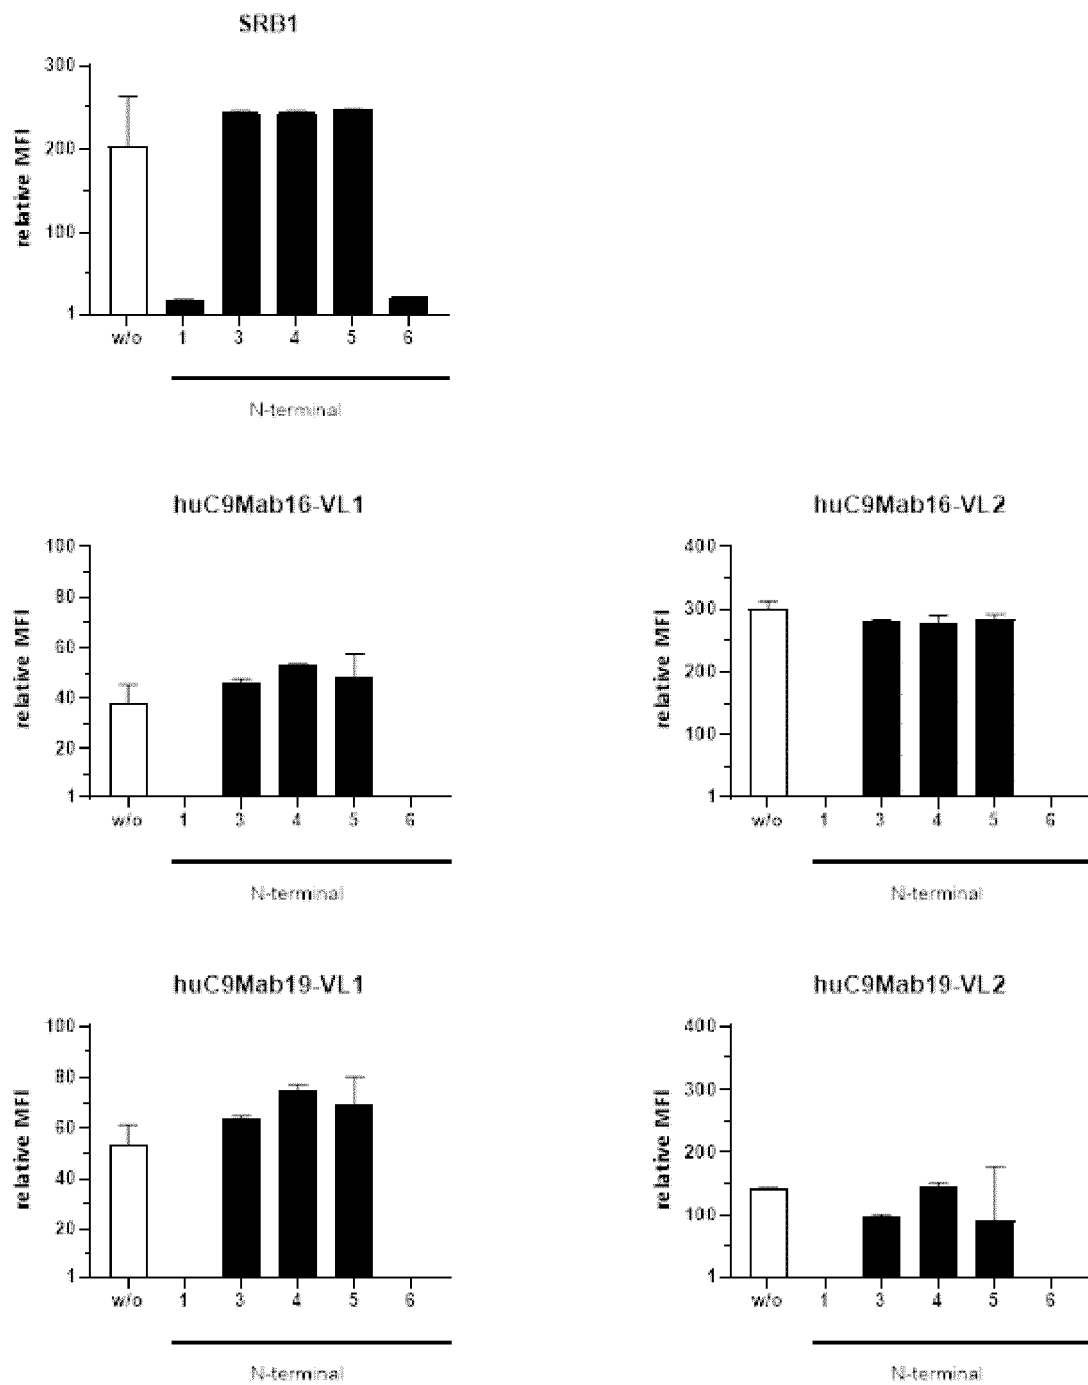 SRB1
300
200
100
1
relative MFI
w/o 1 3 4 5 6
N-terminal
huC9Mab16-VL1
100
80
60
40
20
1
relative MFI
w/o 1 3 4 5 6
N-terminal
huC9Mab16-VL2
400
300
200
100
1
relative MFI
w/o 1 3 4 5 6
N-terminal
huC9Mab19-VL1
100
80
60
40
20
1
relative MFI
w/o 1 3 4 5 6
N-terminal
huC9Mab19-VL2
400
300
200
100
1
relative MFI
w/o 1 3 4 5 6
N-terminal